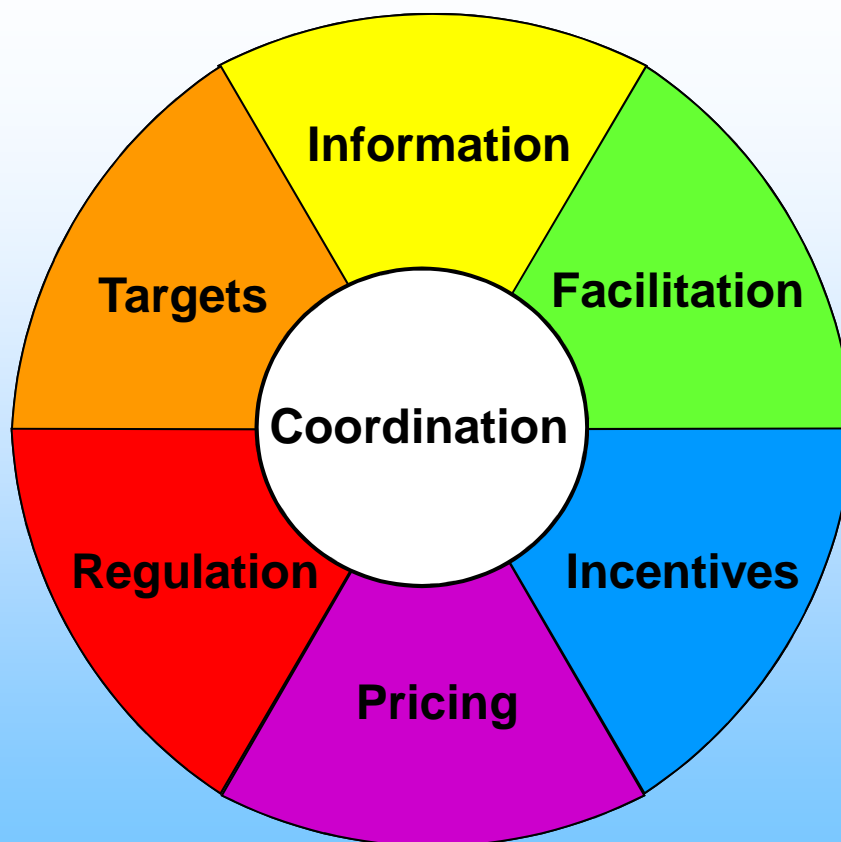 Information
Targets
Facilitation
Coordination
Regulation
Incentives
Pricing